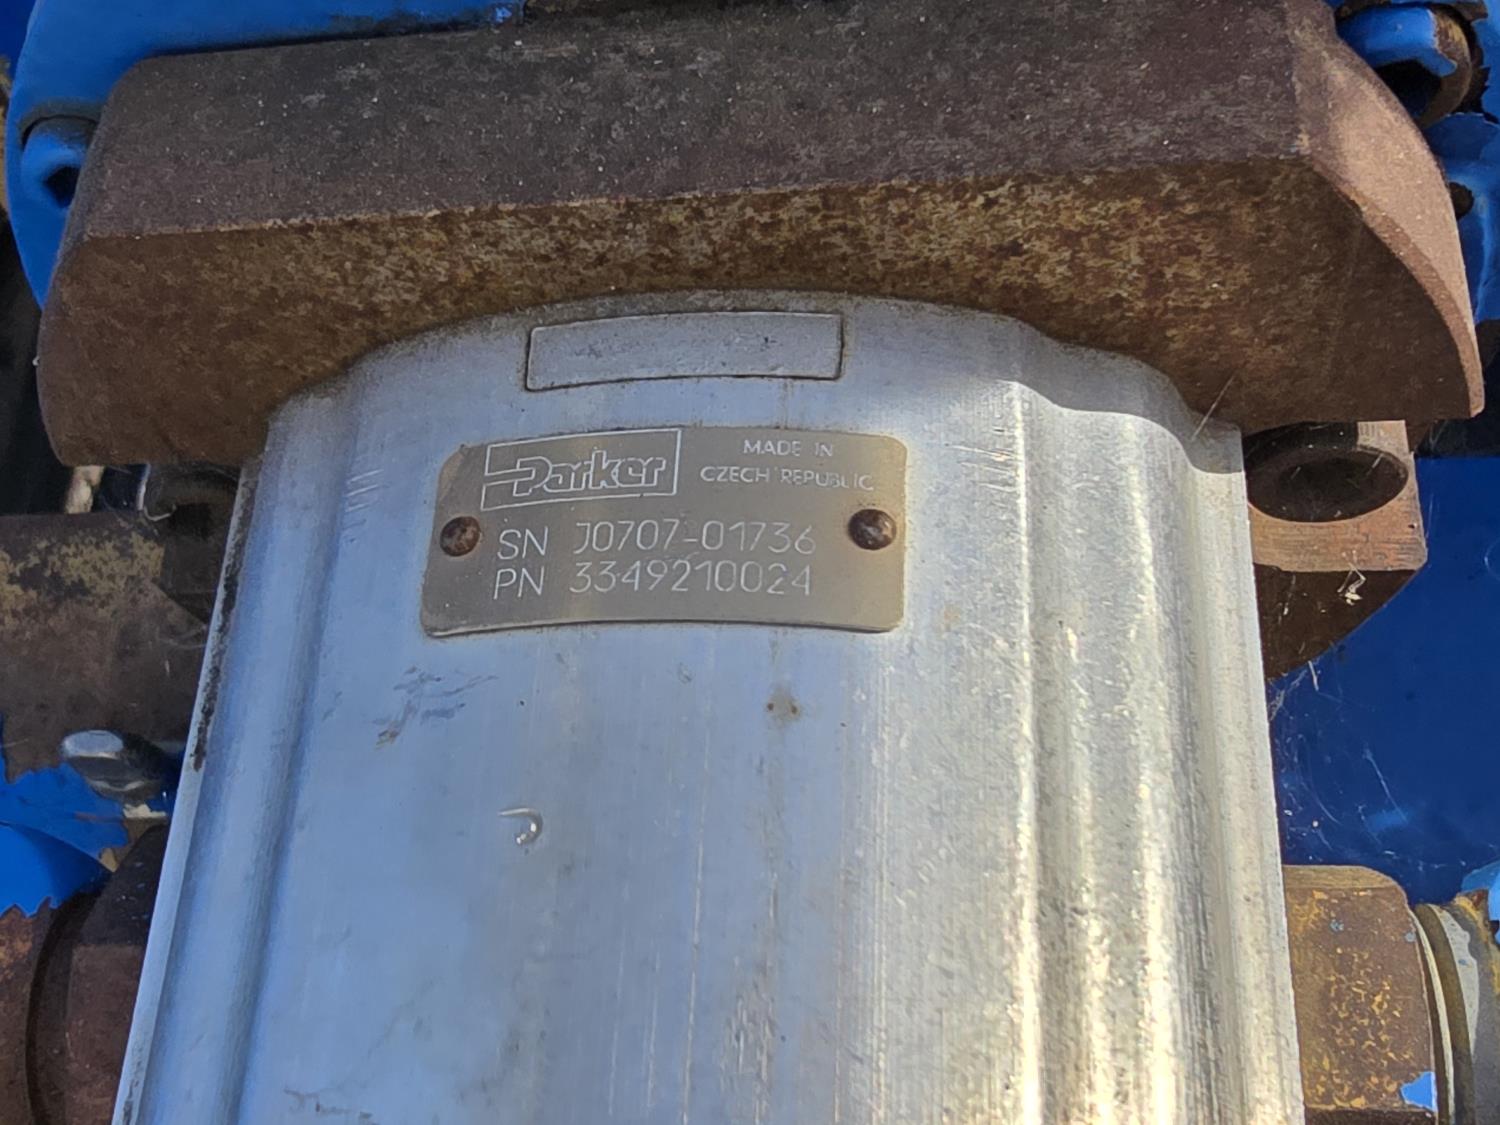 Parker
MADE IN
CZECH REPUBLIC
SN J0707-01736
PN 3349210024